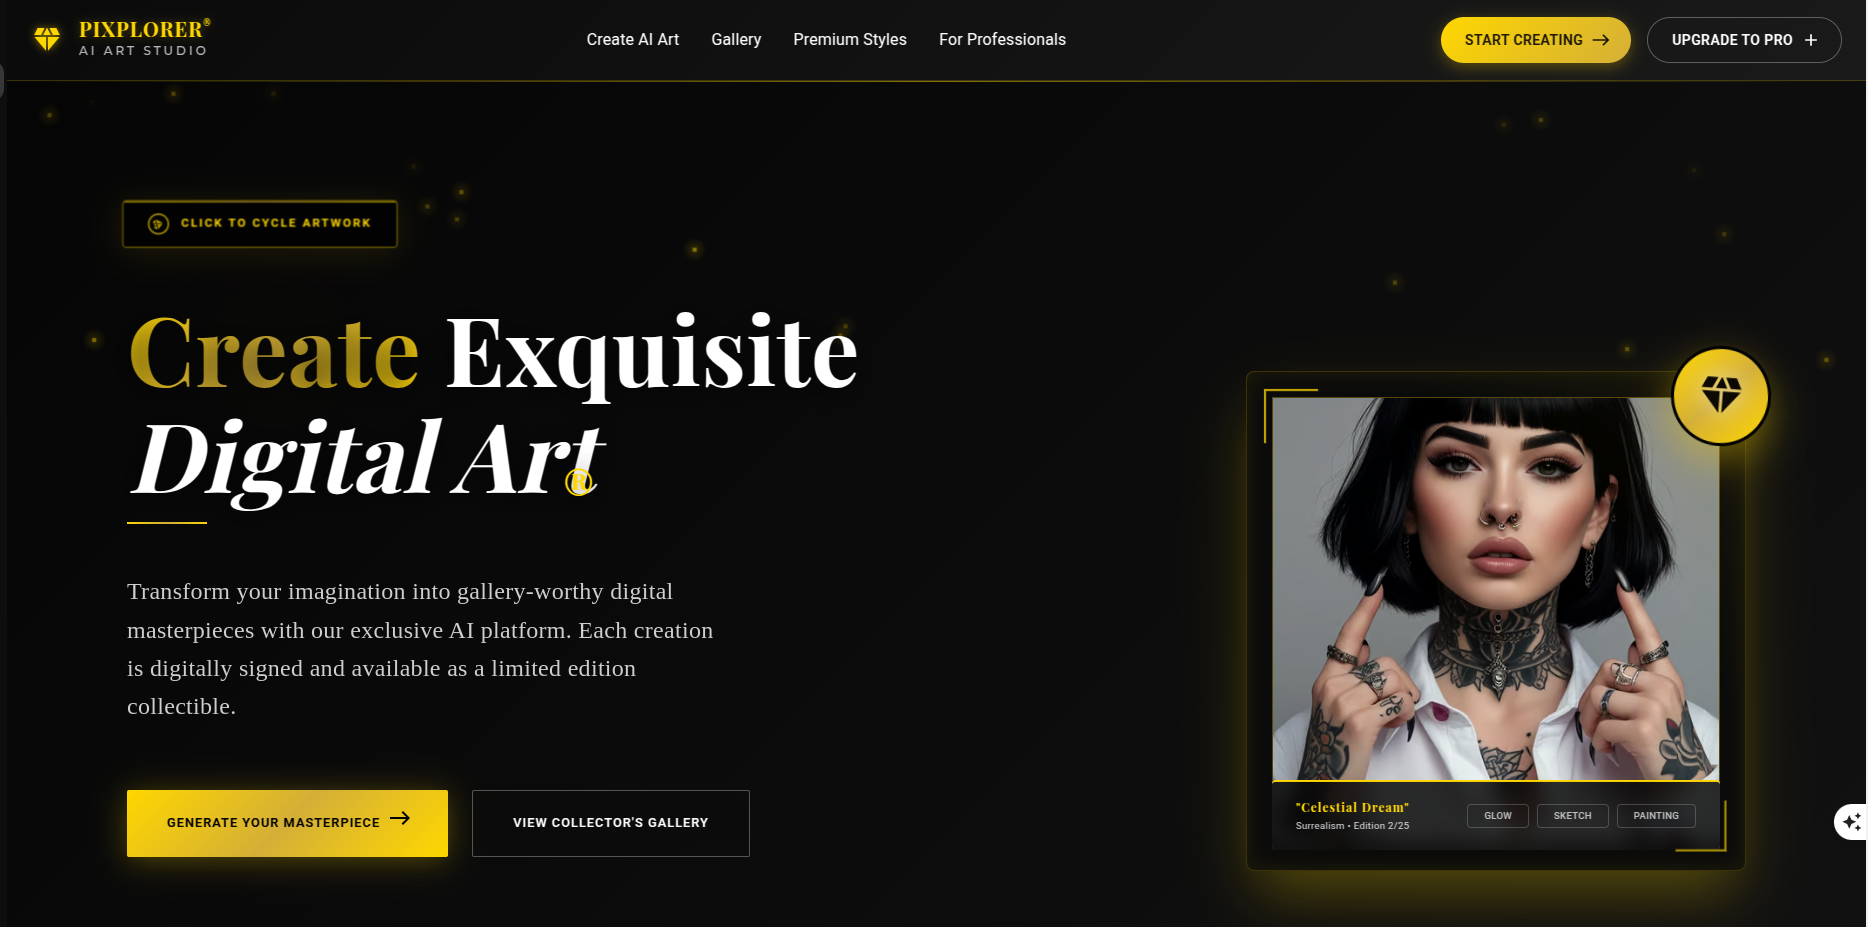 PIXPLORER®
AI ART STUDIO
Create AI Art
Gallery
Premium Styles
For Professionals
START CREATING
UPGRADE TO PRO
CLICK TO CYCLE ARTWORK
Create Exquisite
Digital Art®
Transform your imagination into gallery-worthy digital
masterpieces with our exclusive AI platform. Each creation
is digitally signed and available as a limited edition
collectible.
GENERATE YOUR MASTERPIECE
VIEW COLLECTOR'S GALLERY
"Celestial Dream"
Surrealism • Edition 2/25
GLOW
SKETCH
PAINTING